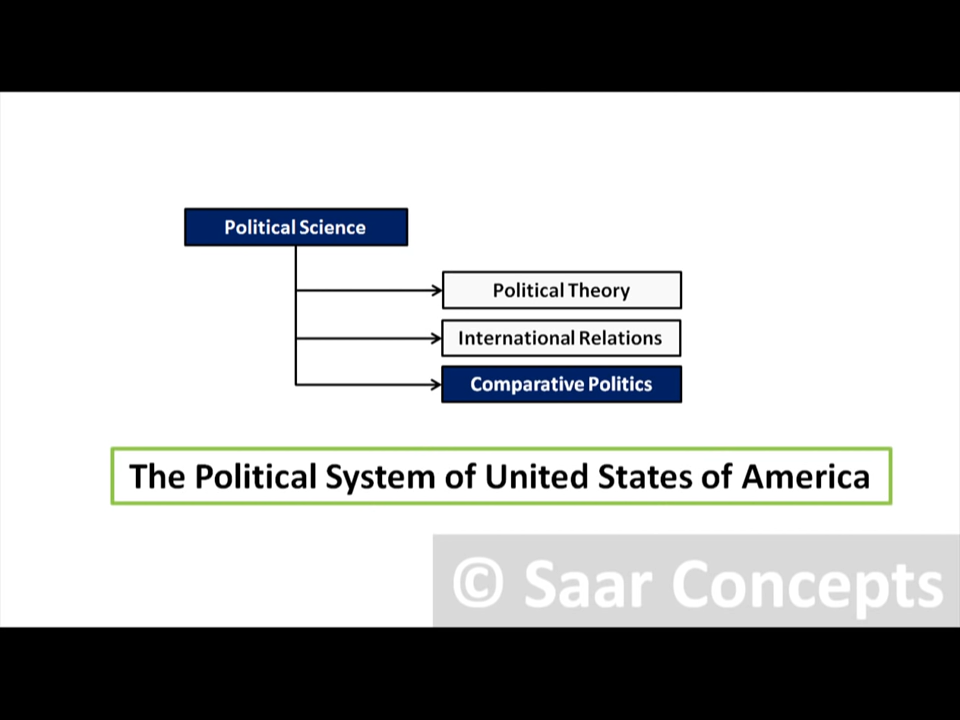 Political Science
Political Theory
International Relations
Comparative Politics
The Political System of United States of America
© Saar Concepts